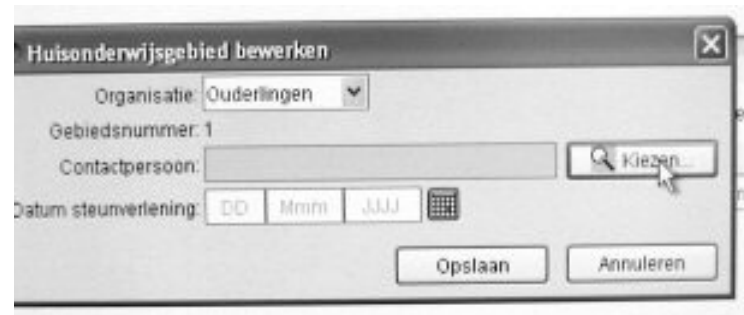 Huisonderwijsgebied bewerken
Organisatie: Ouderlingen
Gebiedsnummer: 1
Contactpersoon: Kiezen...
Datum steunverlening: DD Mmm JJJJ
Opslaan Annuleren